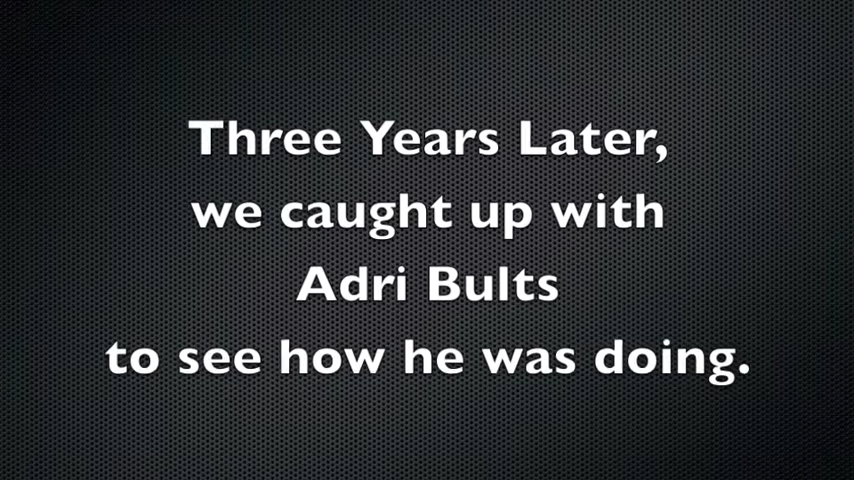 Three Years Later,
we caught up with
Adri Bults
to see how he was doing.